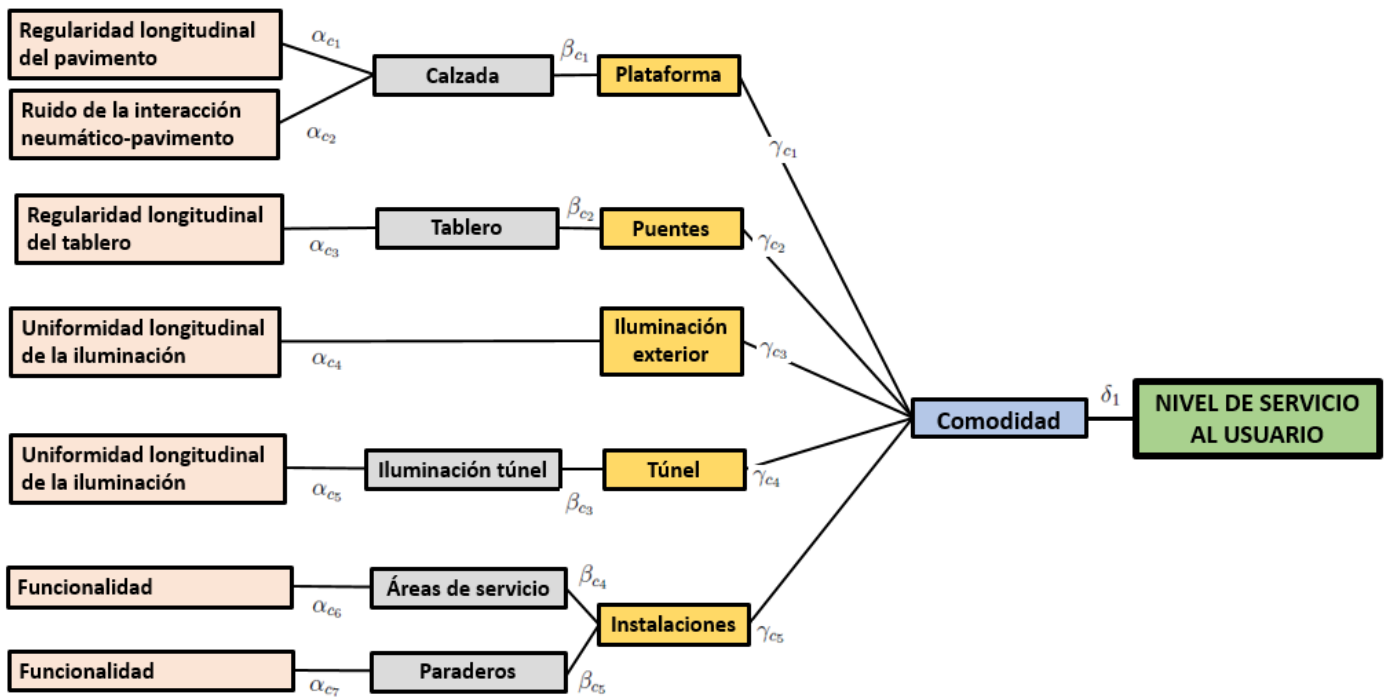 Regularidad longitudinal
del pavimento
α_{c1}
β_{c1}
Calzada
Plataforma
Ruido de la interacción
neumático-pavimento
α_{c2}
γ_{c1}
Regularidad longitudinal
del tablero
α_{c3}
Tablero
β_{c2}
Puentes
γ_{c2}
Uniformidad longitudinal
de la iluminación
α_{c4}
Iluminación
exterior
γ_{c3}
Comodidad
δ_1
NIVEL DE SERVICIO
AL USUARIO
Uniformidad longitudinal
de la iluminación
α_{c5}
Iluminación túnel
β_{c3}
Túnel
γ_{c4}
Funcionalidad
α_{c6}
Áreas de servicio
β_{c4}
Instalaciones
γ_{c5}
Funcionalidad
α_{c7}
Paraderos
β_{c5}